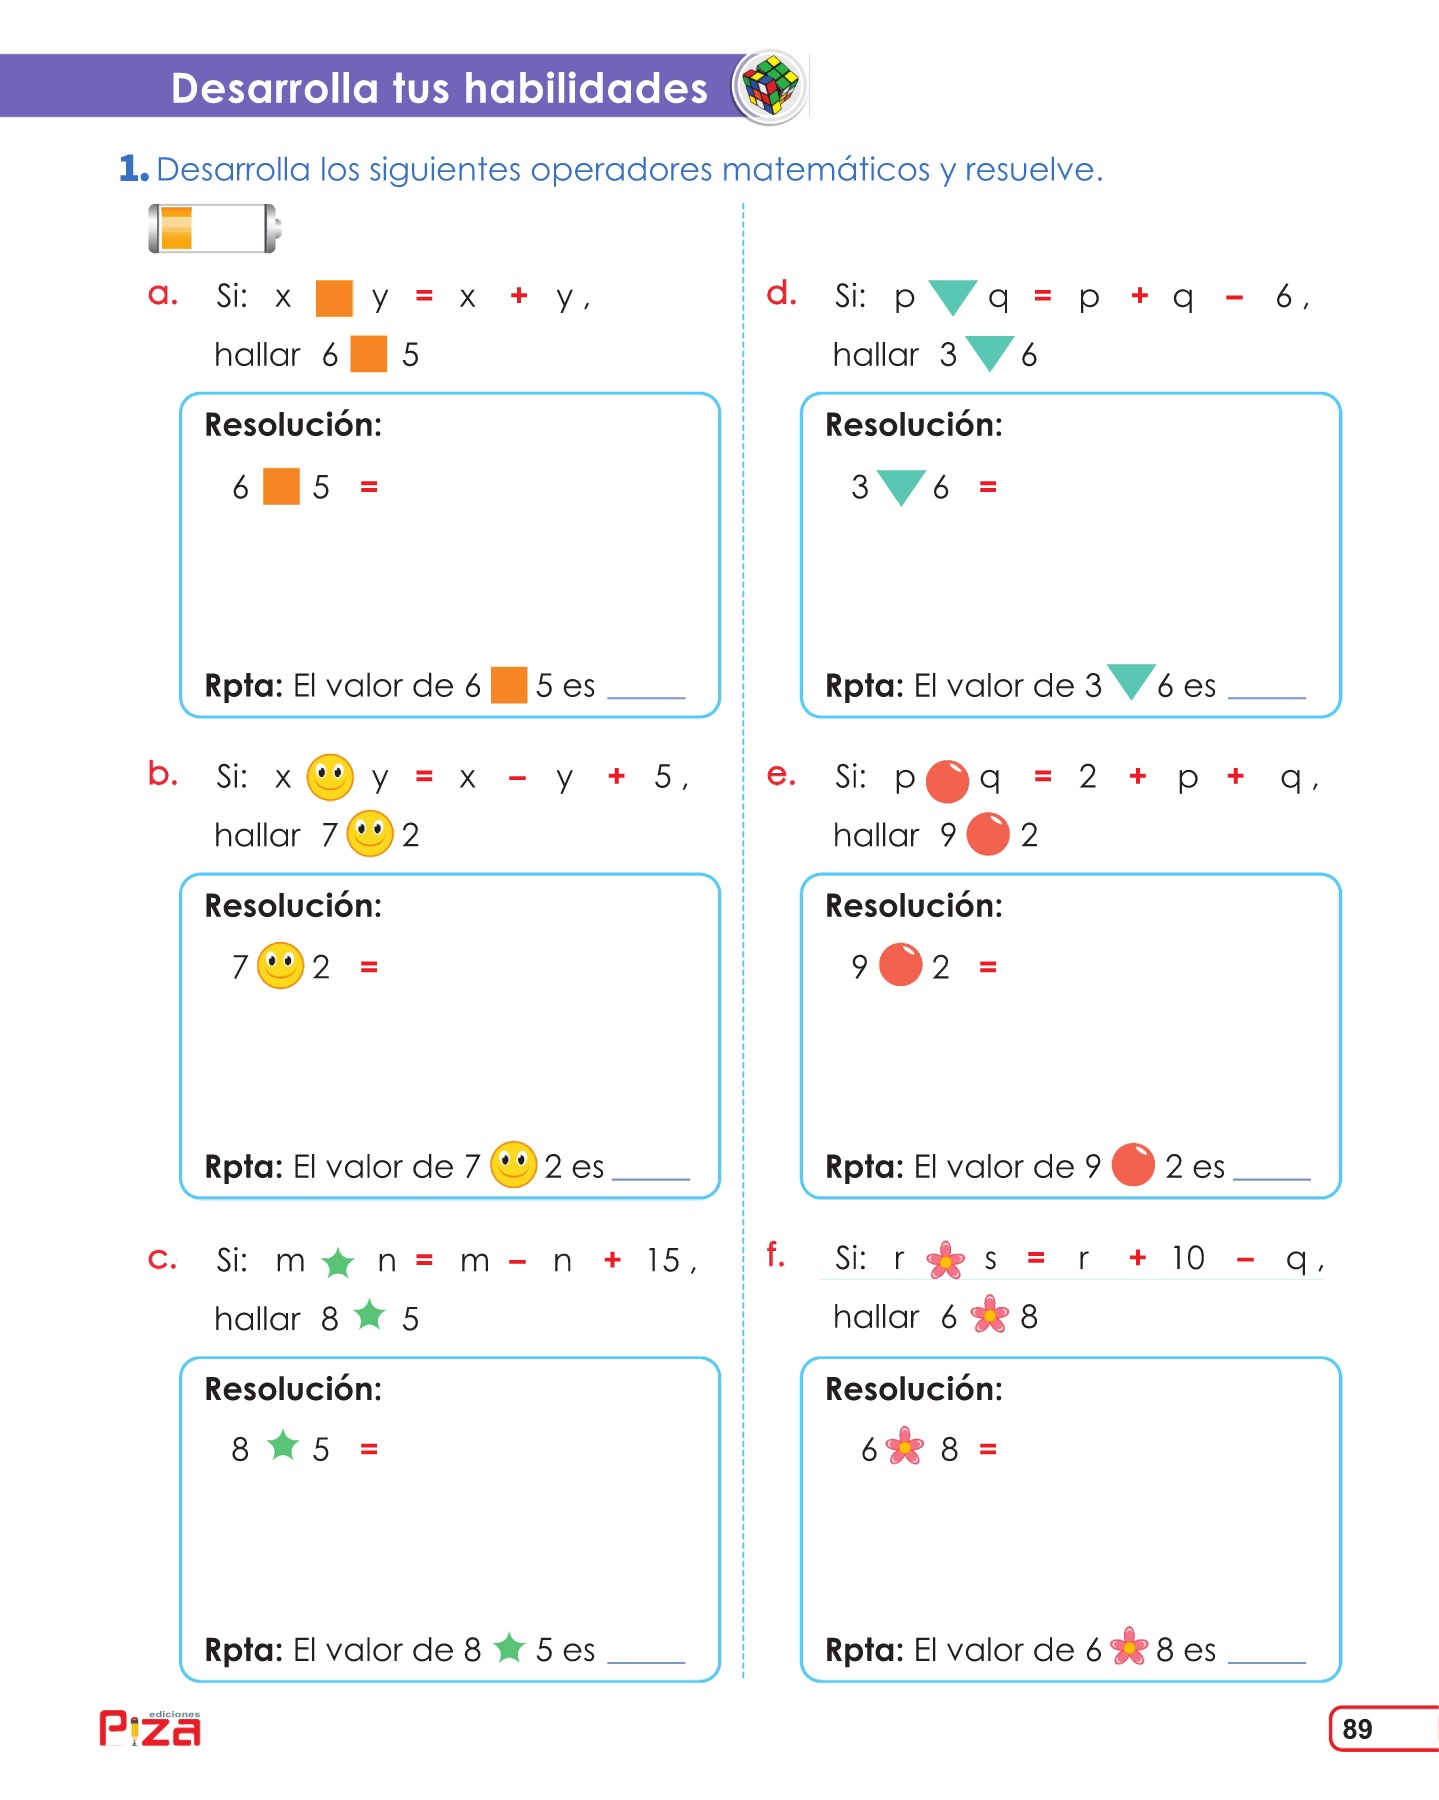 Desarrolla tus habilidades
1. Desarrolla los siguientes operadores matemáticos y resuelve.
a. Si: x y = x + y ,
hallar 6 5
Resolución:
6 5 =
Rpta: El valor de 6 5 es _____
b. Si: x y = x – y + 5 ,
hallar 7 2
Resolución:
7 2 =
Rpta: El valor de 7 2 es _____
c. Si: m n = m – n + 15 ,
hallar 8 5
Resolución:
8 5 =
Rpta: El valor de 8 5 es _____
d. Si: p q = p + q – 6 ,
hallar 3 6
Resolución:
3 6 =
Rpta: El valor de 3 6 es _____
e. Si: p q = 2 + p + q ,
hallar 9 2
Resolución:
9 2 =
Rpta: El valor de 9 2 es _____
f. Si: r s = r + 10 – q ,
hallar 6 8
Resolución:
6 8 =
Rpta: El valor de 6 8 es _____
ediciones
Piza
89